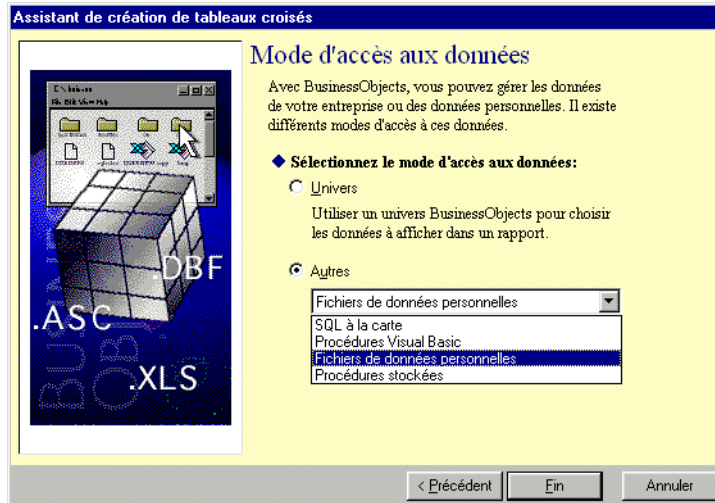 Assistant de création de tableaux croisés
Mode d'accès aux données
Avec BusinessObjects, vous pouvez gérer les données
de votre entreprise ou des données personnelles. Il existe
différents modes d'accès à ces données.
Sélectionnez le mode d'accès aux données:
Univers
Utiliser un univers BusinessObjects pour choisir
les données à afficher dans un rapport.
Autres
Fichiers de données personnelles
SQL à la carte
Procédures Visual Basic
Fichiers de données personnelles
Procédures stockées
.DBF
.ASC
.XLS
< Précédent
Fin
Annuler